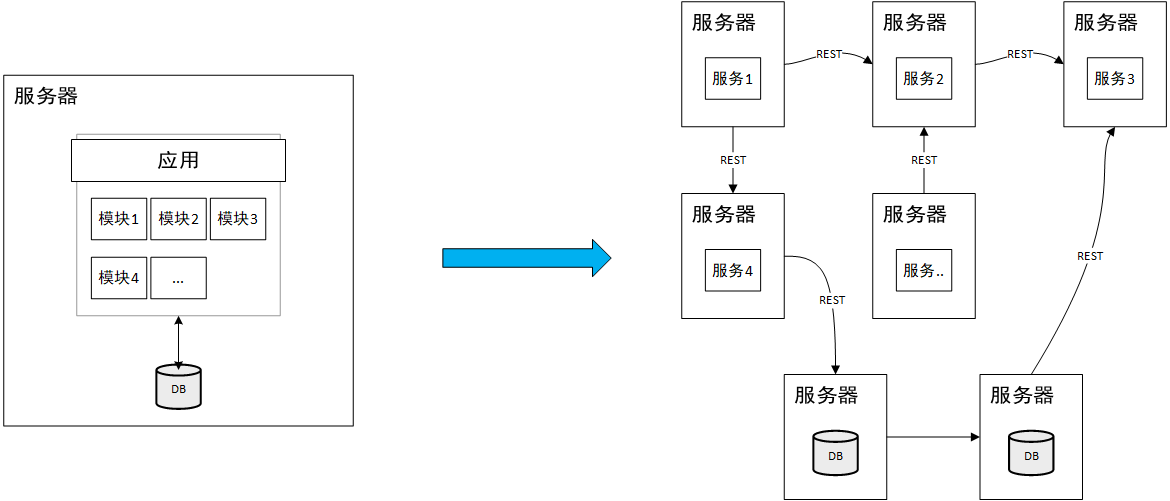 服务器
应用
模块1
模块2
模块3
模块4
...
DB
服务器
服务1
REST
服务器
服务2
REST
服务器
服务3
REST
REST
服务器
服务4
服务器
服务..
REST
REST
服务器
DB
服务器
DB